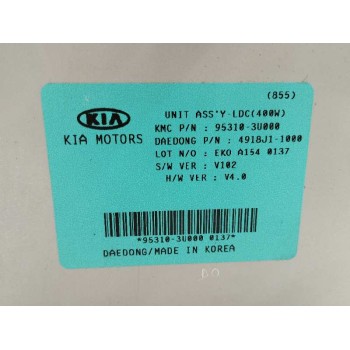 (855)
KIA
KIA MOTORS
UNIT ASS'Y-LDC(400W)
KMC P/N : 95310-3U000
DAEDONG P/N : 4918J1-1000
LOT N/O : EKO A154 0137
S/W VER : V102
H/W VER : V4.0
*95310-3U000 0137*
DAEDONG/MADE IN KOREA